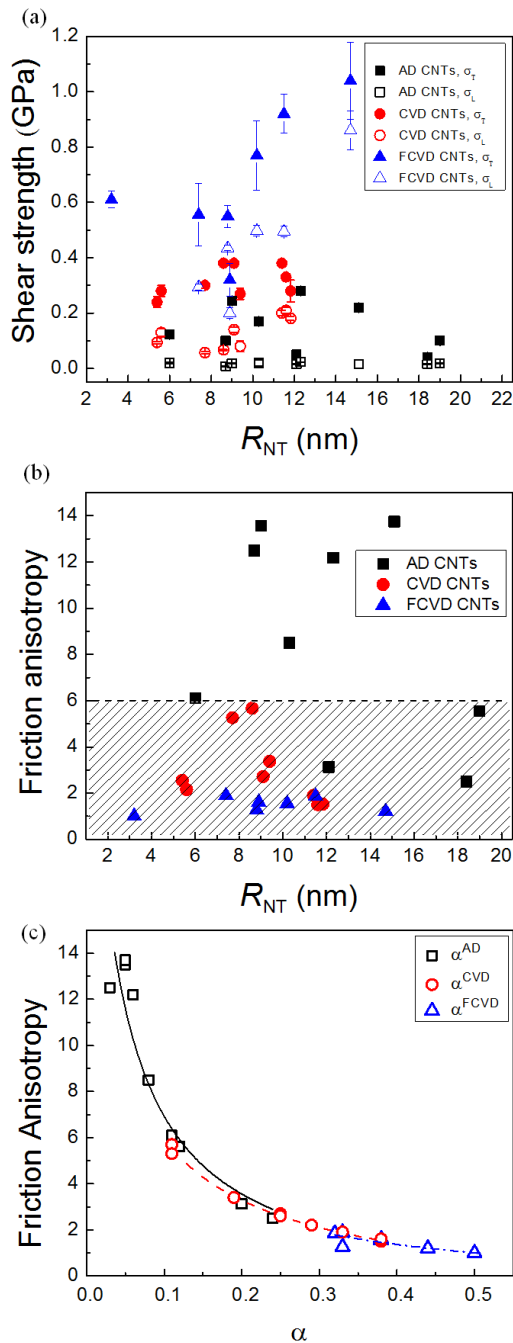 (a)
1.2
1.0
0.8
0.6
0.4
0.2
0.0
Shear strength (GPa)
AD CNTs, σT
AD CNTs, σL
CVD CNTs, σT
CVD CNTs, σL
FCVD CNTs, σT
FCVD CNTs, σL
2 4 6 8 10 12 14 16 18 20 22
RNT (nm)
(b)
14
12
10
8
6
4
2
0
Friction anisotropy
AD CNTs
CVD CNTs
FCVD CNTs
2 4 6 8 10 12 14 16 18 20
RNT (nm)
(c)
14
12
10
8
6
4
2
0
Friction Anisotropy
αAD
αCVD
αFCVD
0.0 0.1 0.2 0.3 0.4 0.5
α